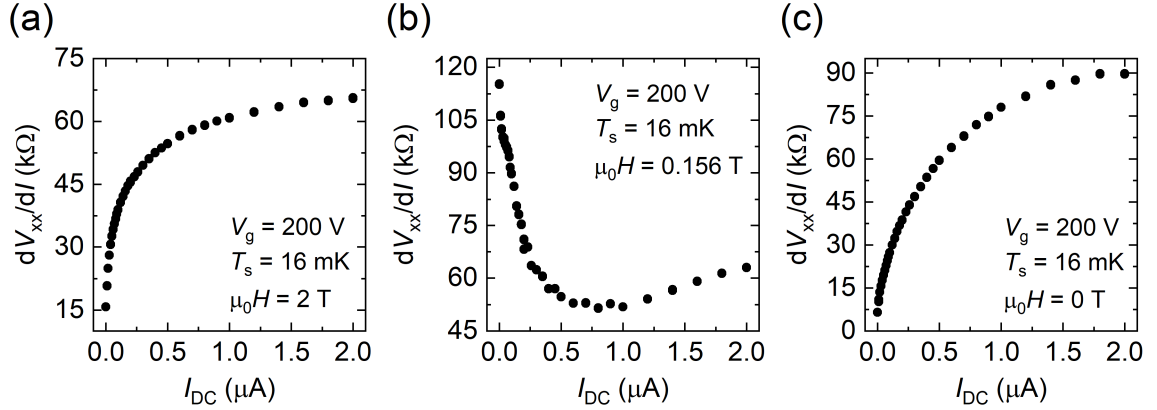 (a)
75
60
45
30
15
dVxx/dI (kΩ)
Vg = 200 V
Ts = 16 mK
μ0H = 2 T
0.0 0.5 1.0 1.5 2.0
IDC (μA)
(b)
120
105
90
75
60
45
dVxx/dI (kΩ)
Vg = 200 V
Ts = 16 mK
μ0H = 0.156 T
0.0 0.5 1.0 1.5 2.0
IDC (μA)
(c)
90
75
60
45
30
15
0
dVxx/dI (kΩ)
Vg = 200 V
Ts = 16 mK
μ0H = 0 T
0.0 0.5 1.0 1.5 2.0
IDC (μA)